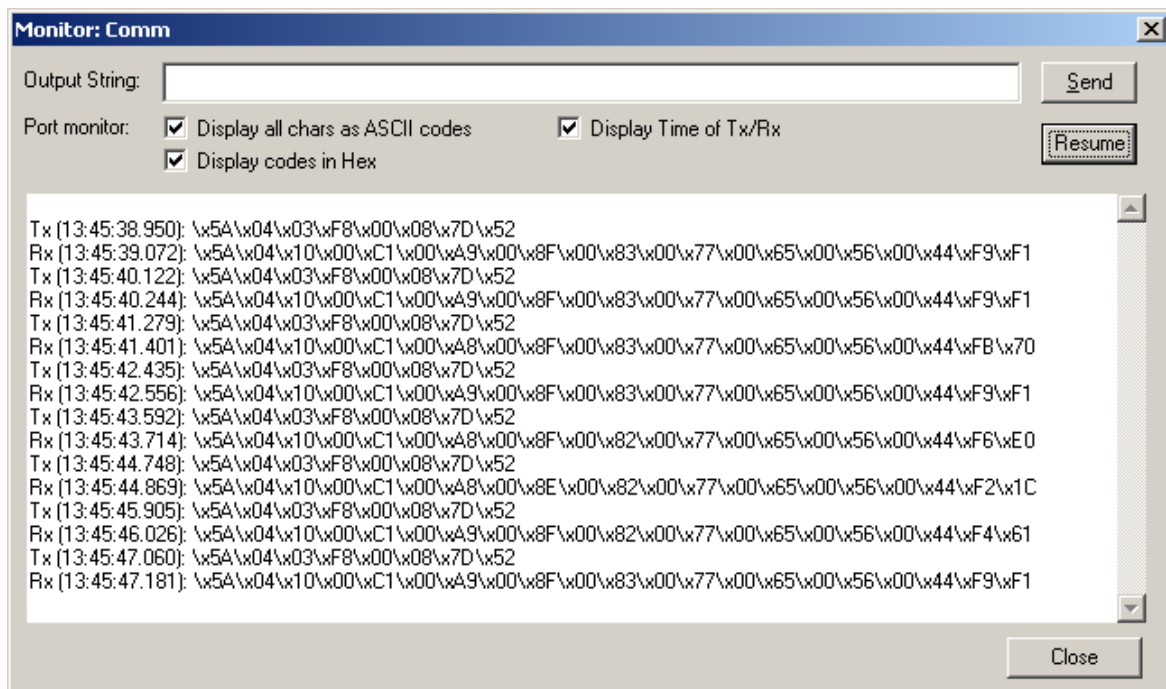 Monitor: Comm
Output String:
Send
Port monitor:
Display all chars as ASCII codes
Display Time of Tx/Rx
Resume
Display codes in Hex
Tx (13:45:38.950): \x5A\x04\x03\xF8\x00\x08\x7D\x52
Rx (13:45:39.072): \x5A\x04\x10\x00\xC1\x00\xA9\x00\x8F\x00\x83\x00\x77\x00\x65\x00\x56\x00\x44\xF9\xF1
Tx (13:45:40.122): \x5A\x04\x03\xF8\x00\x08\x7D\x52
Rx (13:45:40.244): \x5A\x04\x10\x00\xC1\x00\xA9\x00\x8F\x00\x83\x00\x77\x00\x65\x00\x56\x00\x44\xF9\xF1
Tx (13:45:41.279): \x5A\x04\x03\xF8\x00\x08\x7D\x52
Rx (13:45:41.401): \x5A\x04\x10\x00\xC1\x00\xA8\x00\x8F\x00\x83\x00\x77\x00\x65\x00\x56\x00\x44\xFB\x70
Tx (13:45:42.435): \x5A\x04\x03\xF8\x00\x08\x7D\x52
Rx (13:45:42.556): \x5A\x04\x10\x00\xC1\x00\xA9\x00\x8F\x00\x83\x00\x77\x00\x65\x00\x56\x00\x44\xF9\xF1
Tx (13:45:43.592): \x5A\x04\x03\xF8\x00\x08\x7D\x52
Rx (13:45:43.714): \x5A\x04\x10\x00\xC1\x00\xA8\x00\x8F\x00\x82\x00\x77\x00\x65\x00\x56\x00\x44\xF6\xE0
Tx (13:45:44.748): \x5A\x04\x03\xF8\x00\x08\x7D\x52
Rx (13:45:44.869): \x5A\x04\x10\x00\xC1\x00\xA8\x00\x8E\x00\x82\x00\x77\x00\x65\x00\x56\x00\x44\xF2\x1C
Tx (13:45:45.905): \x5A\x04\x03\xF8\x00\x08\x7D\x52
Rx (13:45:46.026): \x5A\x04\x10\x00\xC1\x00\xA9\x00\x8F\x00\x82\x00\x77\x00\x65\x00\x56\x00\x44\xF4\x61
Tx (13:45:47.060): \x5A\x04\x03\xF8\x00\x08\x7D\x52
Rx (13:45:47.181): \x5A\x04\x10\x00\xC1\x00\xA9\x00\x8F\x00\x83\x00\x77\x00\x65\x00\x56\x00\x44\xF9\xF1
Close